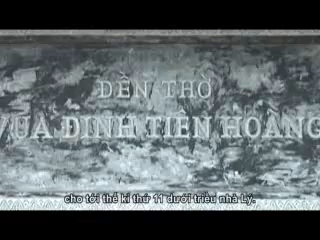 ĐỀN THỜ
VUA ĐINH TIÊN HOÀNG
cho tới thế kỉ thứ 11 dưới triều nhà Lý.